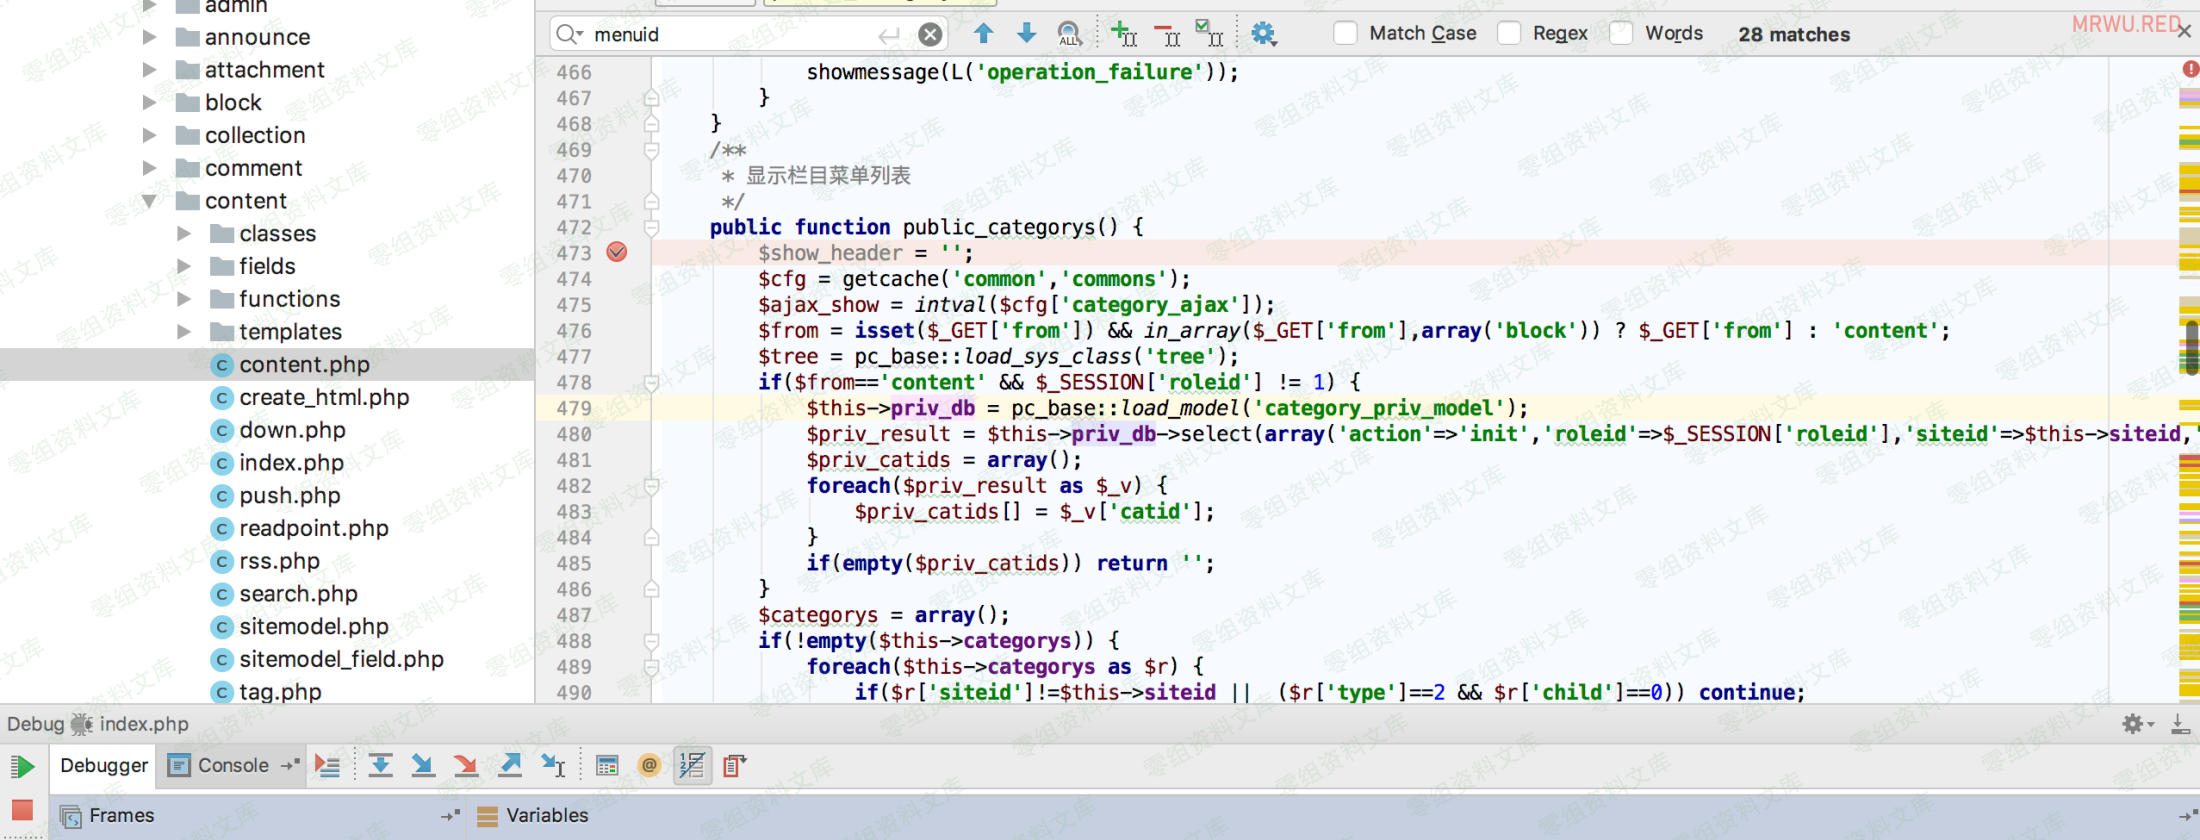 admin
announce
attachment
block
collection
comment
content
classes
fields
functions
templates
content.php
create_html.php
down.php
index.php
push.php
readpoint.php
rss.php
search.php
sitemodel.php
sitemodel_field.php
tag.php
menuid
Match Case
Regex
Words
28 matches
MRWU.RED
466 showmessage(L('operation_failure'));
467 }
468 }
469 /**
470 * 显示栏目菜单列表
471 */
472 public function public_categorys() {
473 $show_header = '';
474 $cfg = getcache('common','commons');
475 $ajax_show = intval($cfg['category_ajax']);
476 $from = isset($_GET['from']) && in_array($_GET['from'],array('block')) ? $_GET['from'] : 'content';
477 $tree = pc_base::load_sys_class('tree');
478 if($from=='content' && $_SESSION['roleid'] != 1) {
479 $this->priv_db = pc_base::load_model('category_priv_model');
480 $priv_result = $this->priv_db->select(array('action'=>'init','roleid'=>$_SESSION['roleid'],'siteid'=>$this->siteid,'
481 $priv_catids = array();
482 foreach($priv_result as $_v) {
483 $priv_catids[] = $_v['catid'];
484 }
485 if(empty($priv_catids)) return '';
486 }
487 $categorys = array();
488 if(!empty($this->categorys)) {
489 foreach($this->categorys as $r) {
490 if($r['siteid']!=$this->siteid || ($r['type']==2 && $r['child']==0)) continue;
Debug index.php
Debugger Console
Frames
Variables
零组资料文库